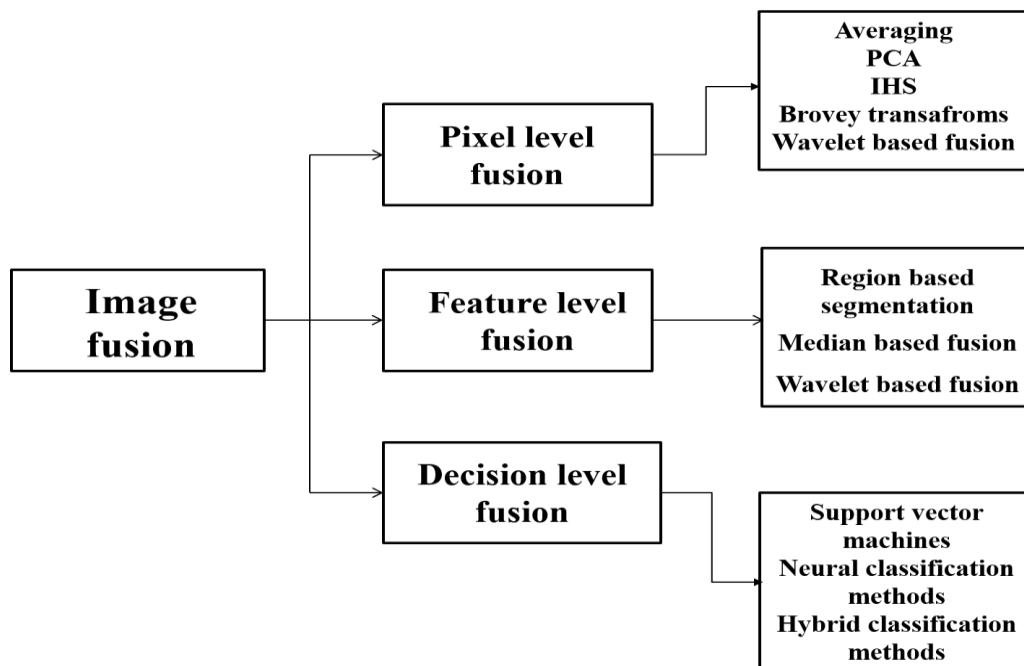 Image
fusion
Pixel level
fusion
Averaging
PCA
IHS
Brovey transafroms
Wavelet based fusion
Feature level
fusion
Region based
segmentation
Median based fusion
Wavelet based fusion
Decision level
fusion
Support vector
machines
Neural classification
methods
Hybrid classification
methods